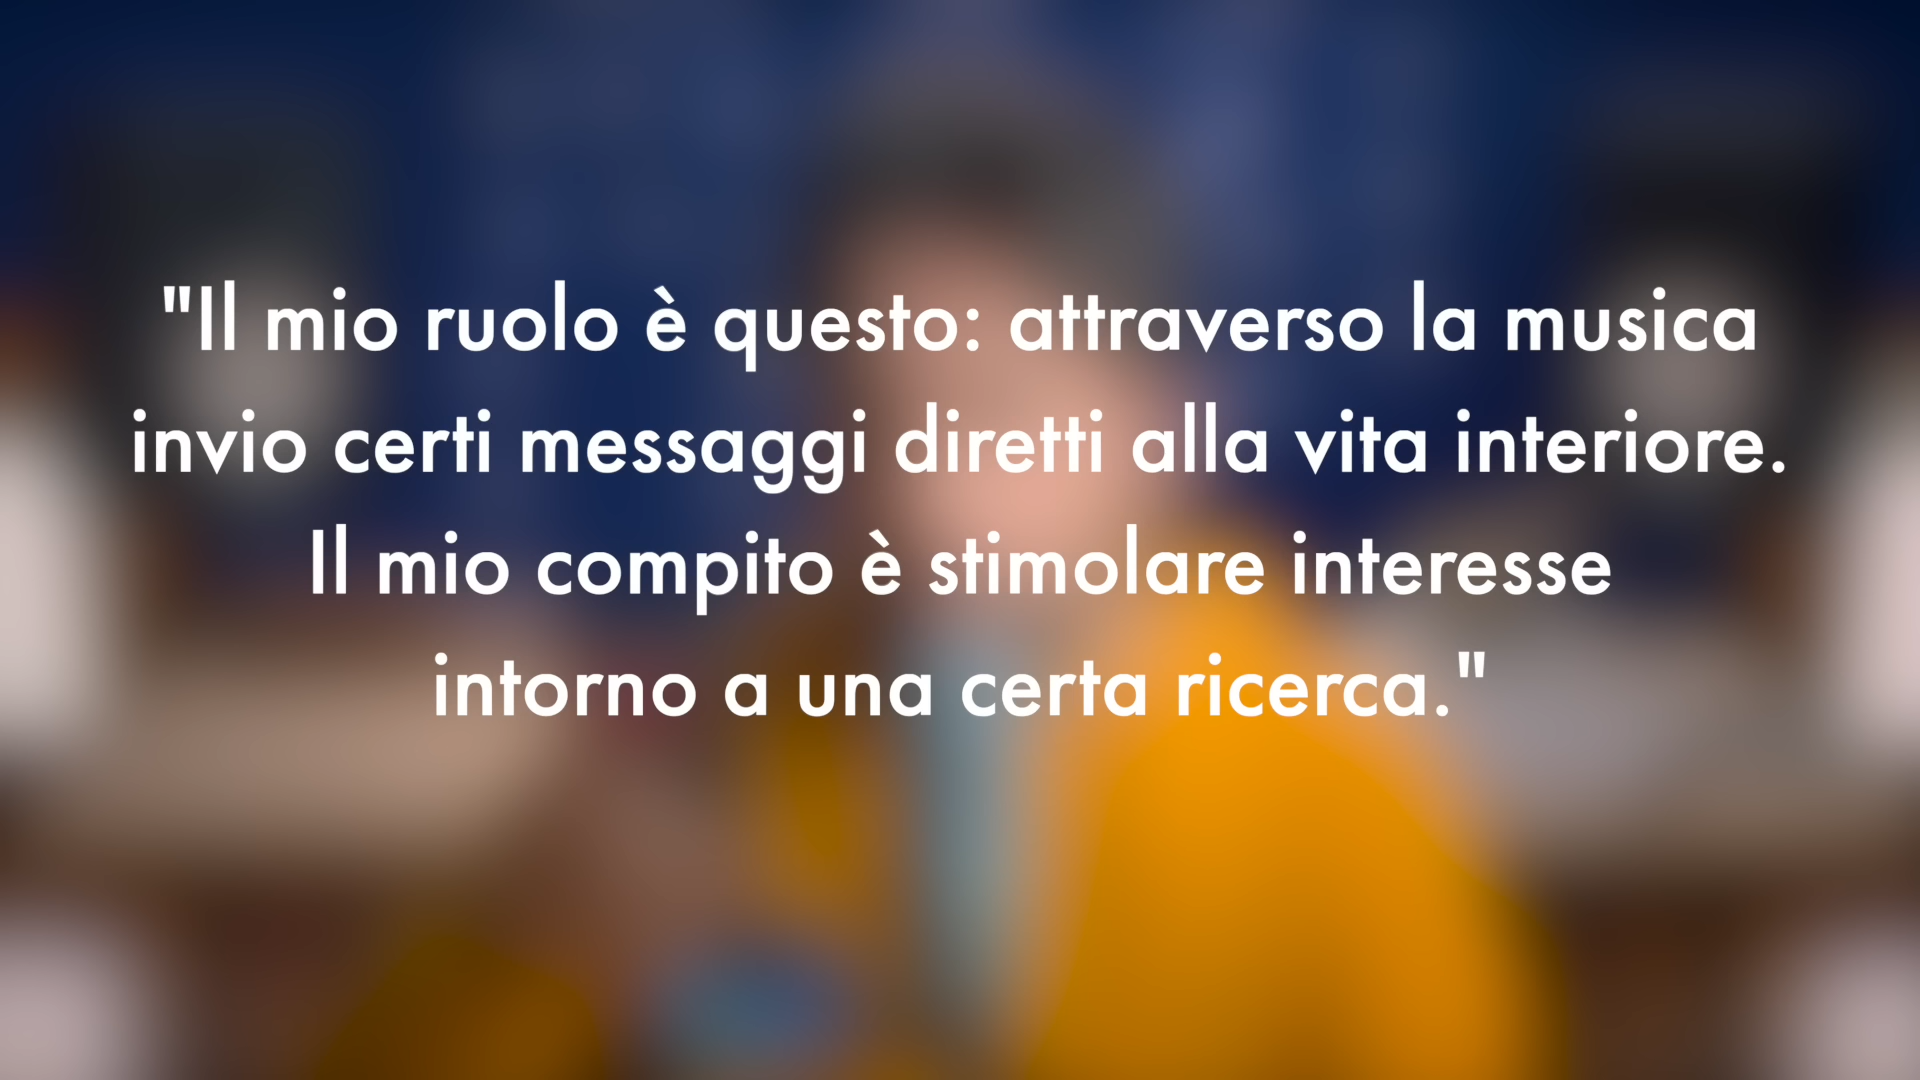 "Il mio ruolo è questo: attraverso la musica
invio certi messaggi diretti alla vita interiore.
Il mio compito è stimolare interesse
intorno a una certa ricerca."